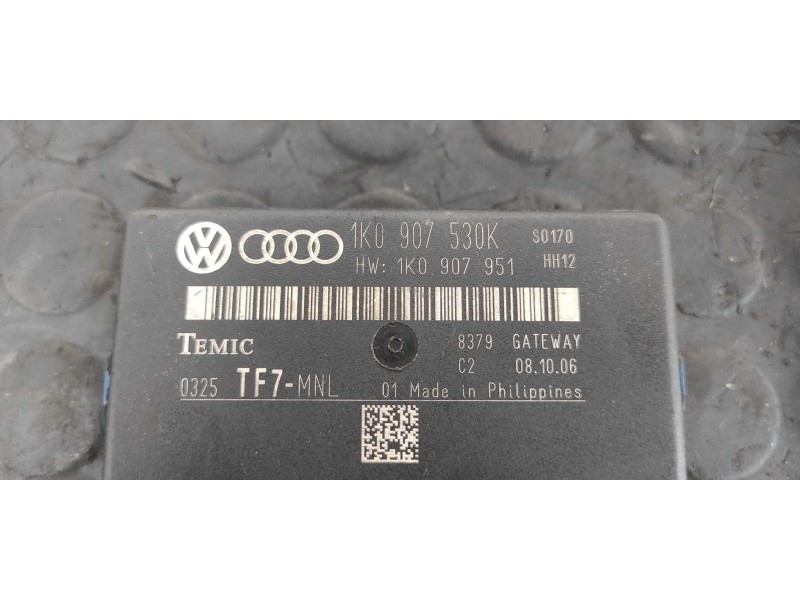 1K0 907 530K S0170
HW: 1K0 907 951 HH12
TEMIC 8379 GATEWAY
C2 08.10.06
0325 TF7-MNL 01 Made in Philippines